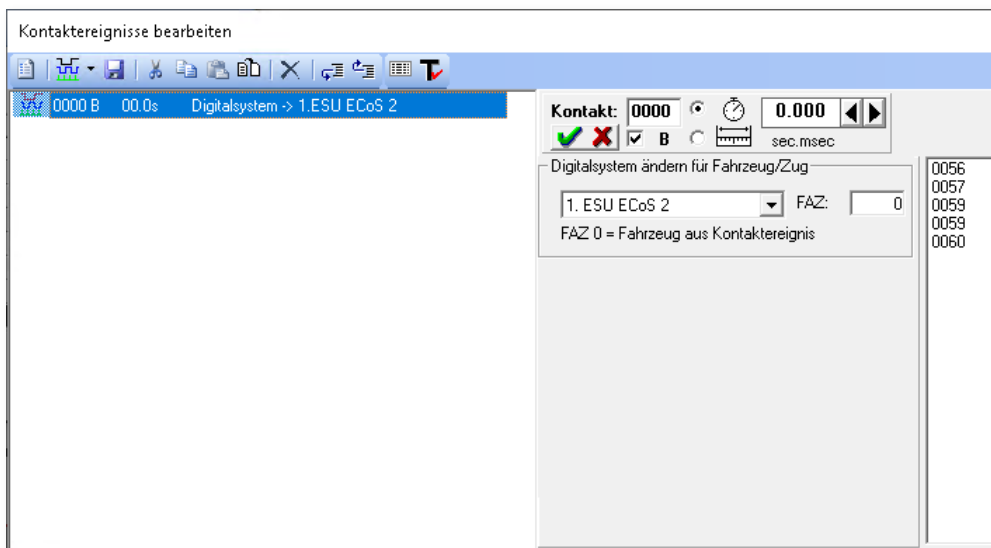 Kontaktereignisse bearbeiten
0000 B 00.0s Digitalsystem -> 1.ESU ECoS 2
Kontakt: 0000 0.000
B sec.msec
Digitalsystem ändern für Fahrzeug/Zug
1. ESU ECoS 2 FAZ: 0
FAZ 0 = Fahrzeug aus Kontaktereignis
0056
0057
0059
0059
0060